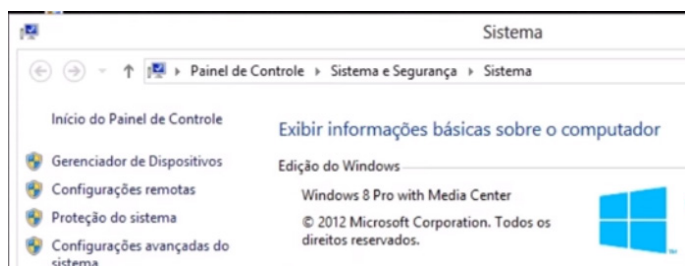 Sistema
Painel de Controle Sistema e Segurança Sistema
Início do Painel de Controle
Gerenciador de Dispositivos
Configurações remotas
Proteção do sistema
Configurações avançadas do
sistema
Exibir informações básicas sobre o computador
Edição do Windows
Windows 8 Pro with Media Center
© 2012 Microsoft Corporation. Todos os
direitos reservados.